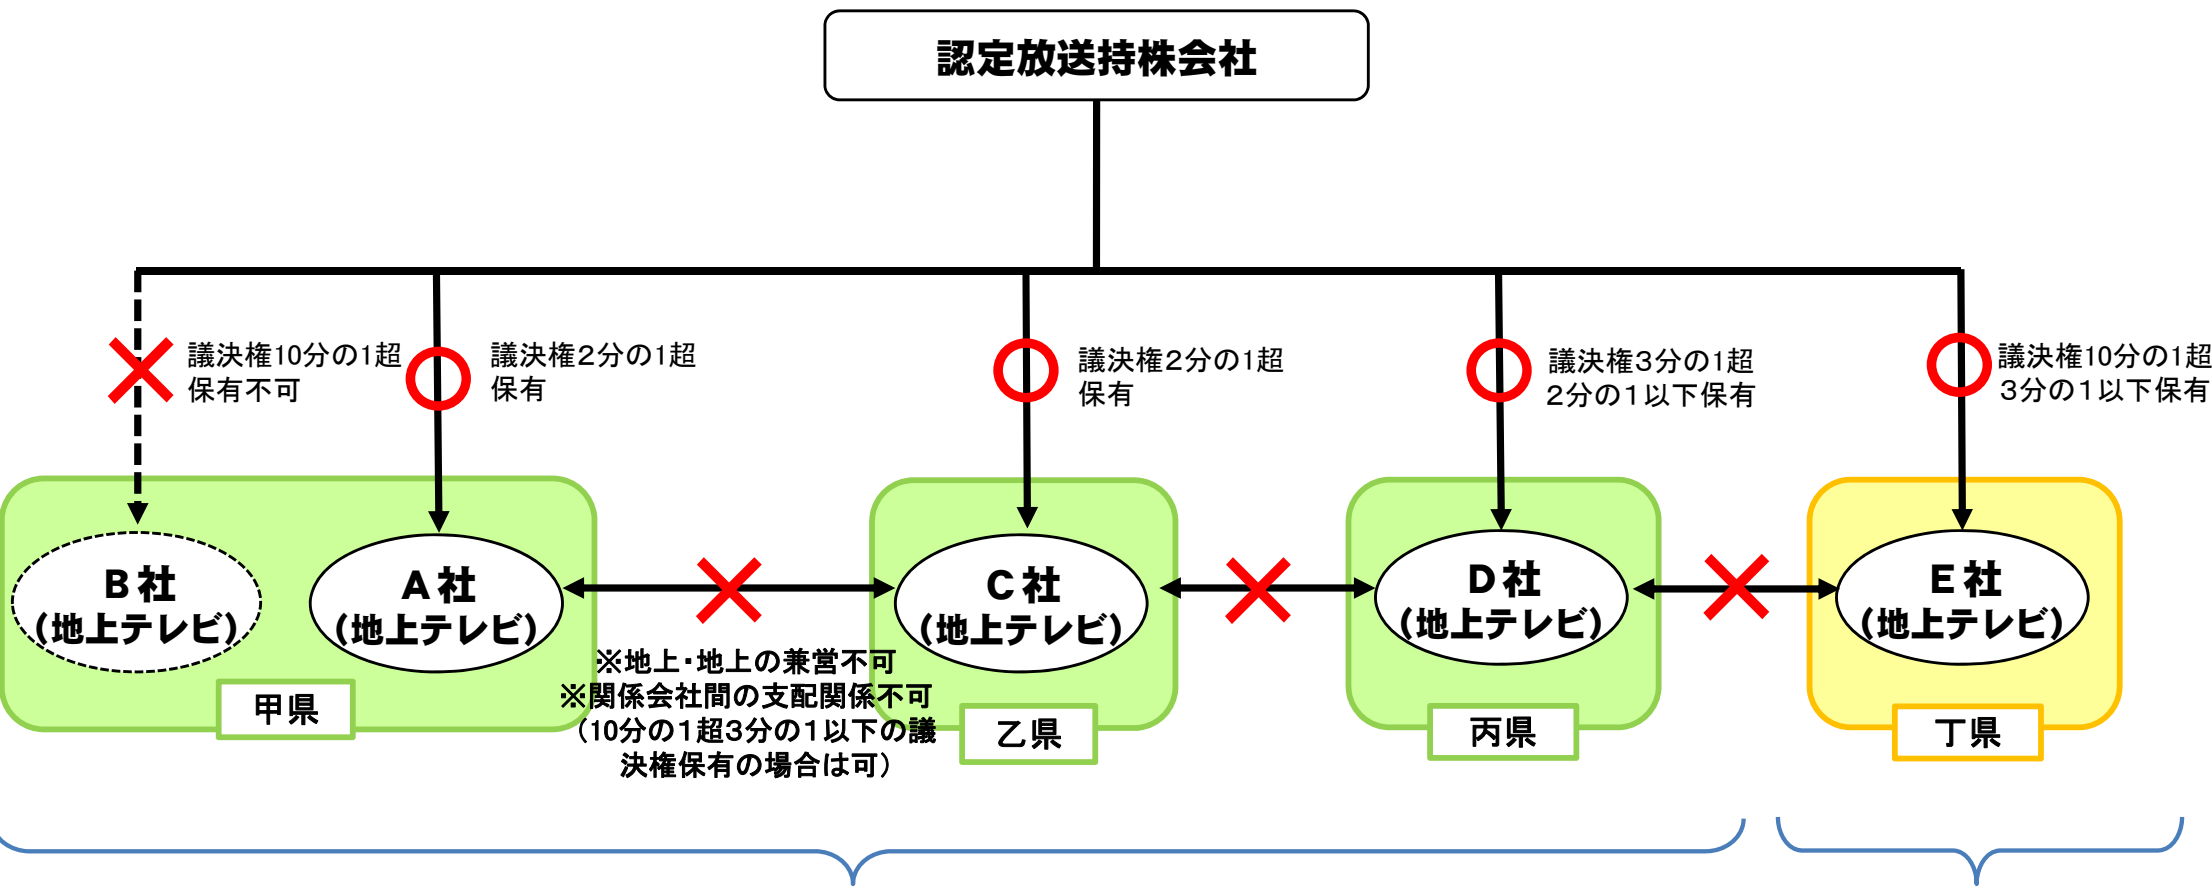 認定放送持株会社
議決権10分の1超
保有不可
議決権２分の1超
保有
議決権２分の1超
保有
議決権３分の1超
２分の１以下保有
議決権10分の1超
３分の１以下保有
Ｂ社
（地上テレビ）
Ａ社
（地上テレビ）
Ｃ社
（地上テレビ）
Ｄ社
（地上テレビ）
Ｅ社
（地上テレビ）
※地上・地上の兼営不可
※関係会社間の支配関係不可
（10分の１超３分の１以下の議
決権保有の場合は可）
甲県
乙県
丙県
丁県